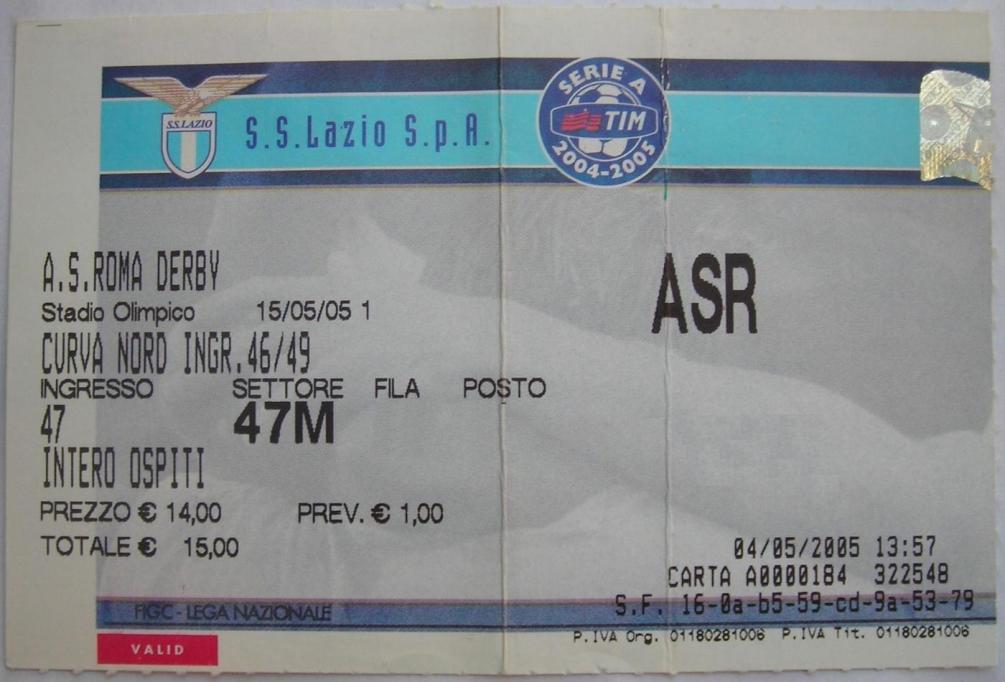 S.S.LAZIO
S.S.Lazio S.p.A.
SERIE A
TIM
2004-2005
A.S.ROMA DERBY
ASR
Stadio Olimpico 15/05/05 1
CURVA NORD INGR.46/49
INGRESSO SETTORE FILA POSTO
47 47M
INTERO OSPITI
PREZZO € 14,00 PREV. € 1,00
TOTALE € 15,00
04/05/2005 13:57
CARTA A0000184 322548
S.F. 16-0a-b5-59-cd-9a-53-79
FIGC - LEGA NAZIONALE
P.IVA Org. 01180281006 P.IVA Tit. 01180281006
VALID